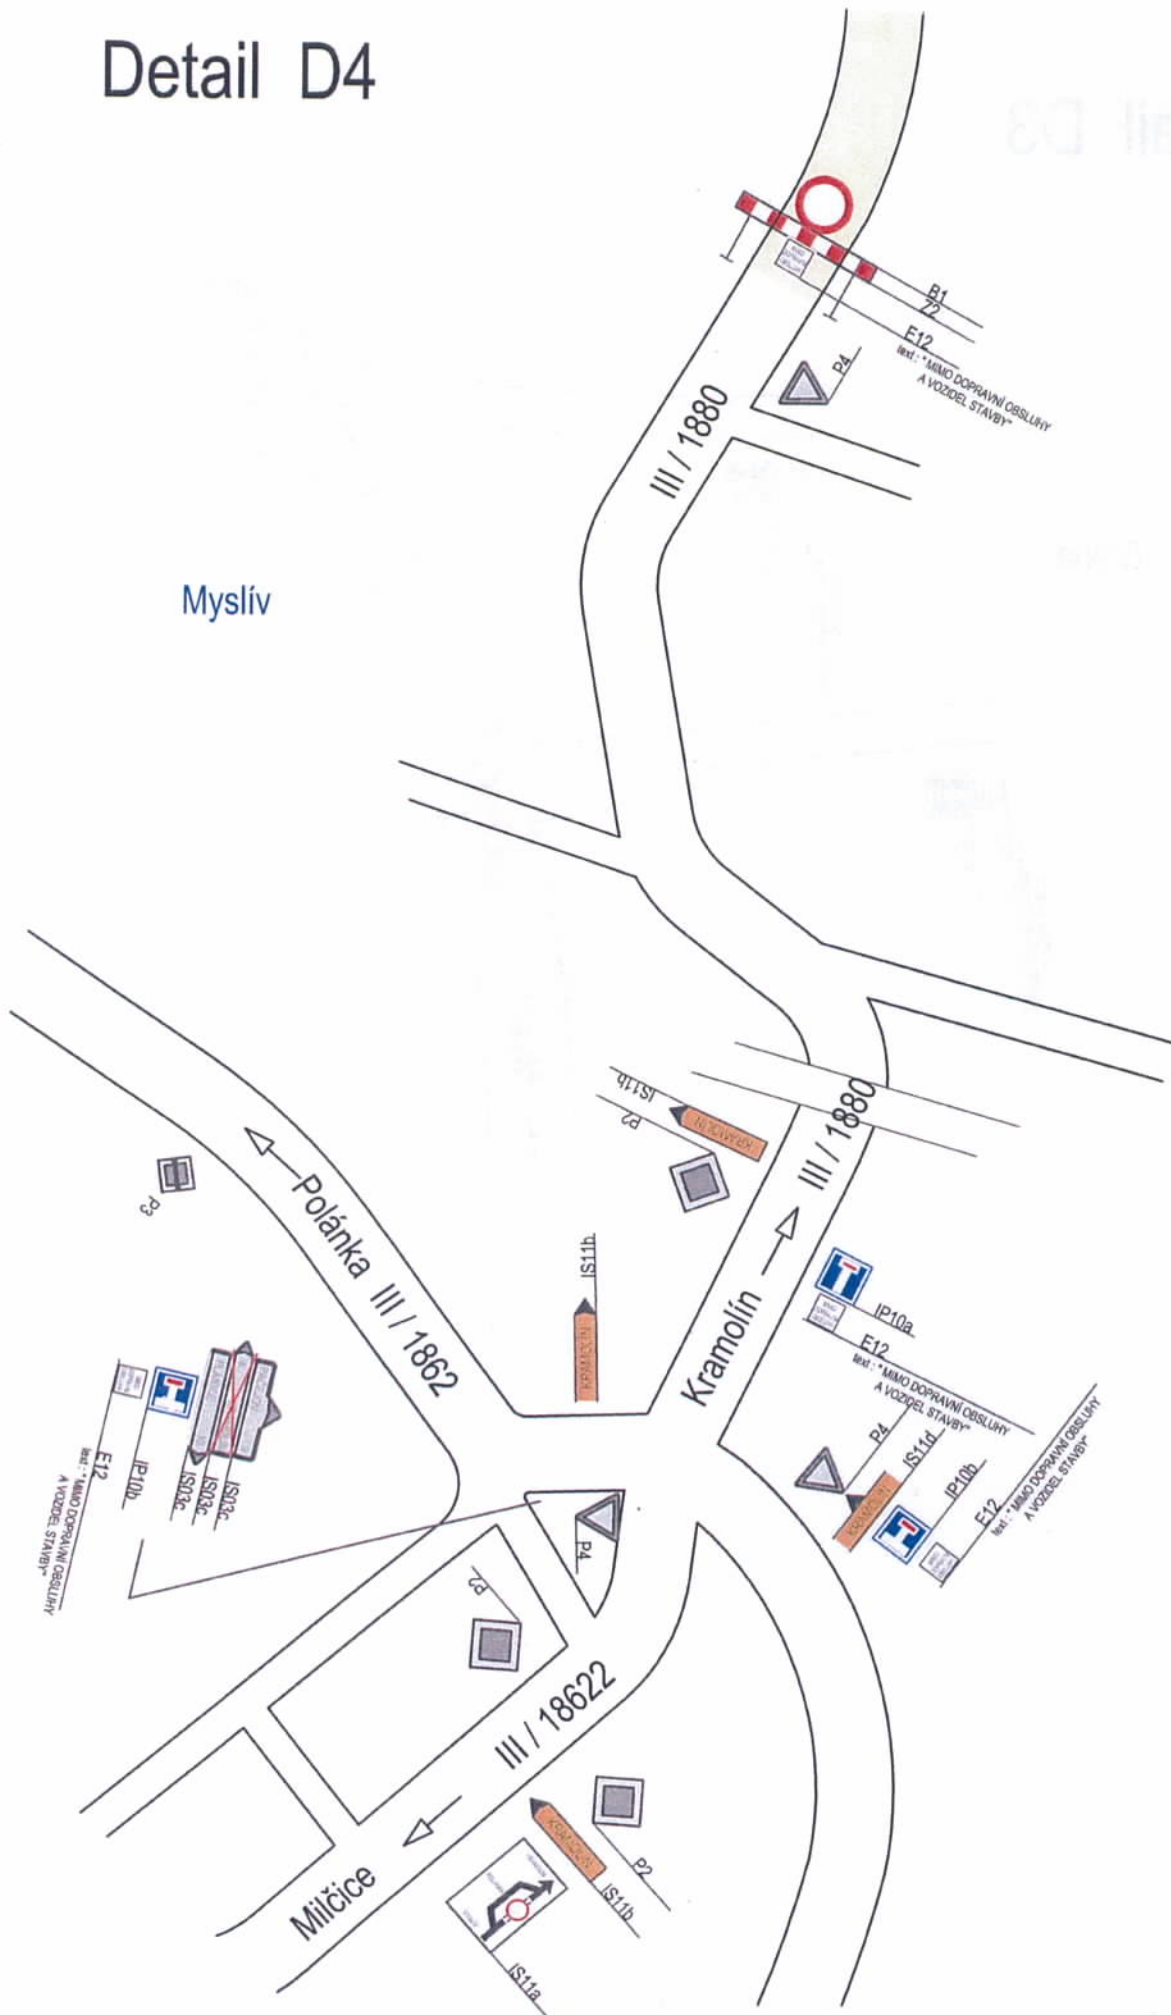 Detail D4
B1
Z2
E12
text : "MIMO DOPRAVNÍ OBSLUHY
A VOZIDEL STAVBY"
P4
III / 1880
Myslív
IS11b
P2
KRAMOLÍN
III / 1880
P3
Polánka III / 1862
IS11b
KRAMOLÍN
Kramolín
IP10a
E12
text : "MIMO DOPRAVNÍ OBSLUHY
A VOZIDEL STAVBY"
P4
IS11d
KRAMOLÍN
IP10b
E12
text : "MIMO DOPRAVNÍ OBSLUHY
A VOZIDEL STAVBY"
IS03c
IS03c
IS03c
IP10b
E12
text : "MIMO DOPRAVNÍ OBSLUHY
A VOZIDEL STAVBY"
P4
P2
III / 18622
Milčice
P2
KRAMOLÍN
IS11b
IS11a